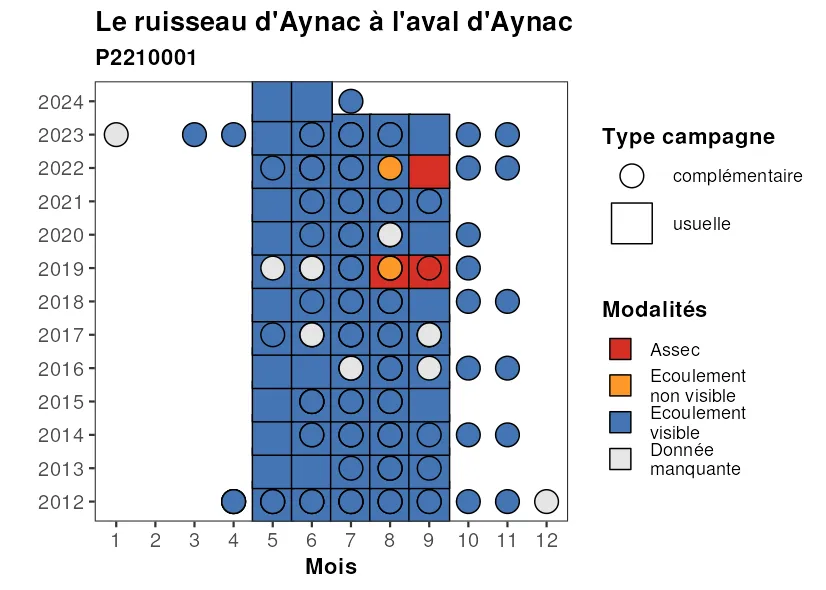 Le ruisseau d'Aynac à l'aval d'Aynac
P2210001
2024
2023
2022
2021
2020
2019
2018
2017
2016
2015
2014
2013
2012
1 2 3 4 5 6 7 8 9 10 11 12
Mois
Type campagne
complémentaire
usuelle
Modalités
Assec
Ecoulement
non visible
Ecoulement
visible
Donnée
manquante